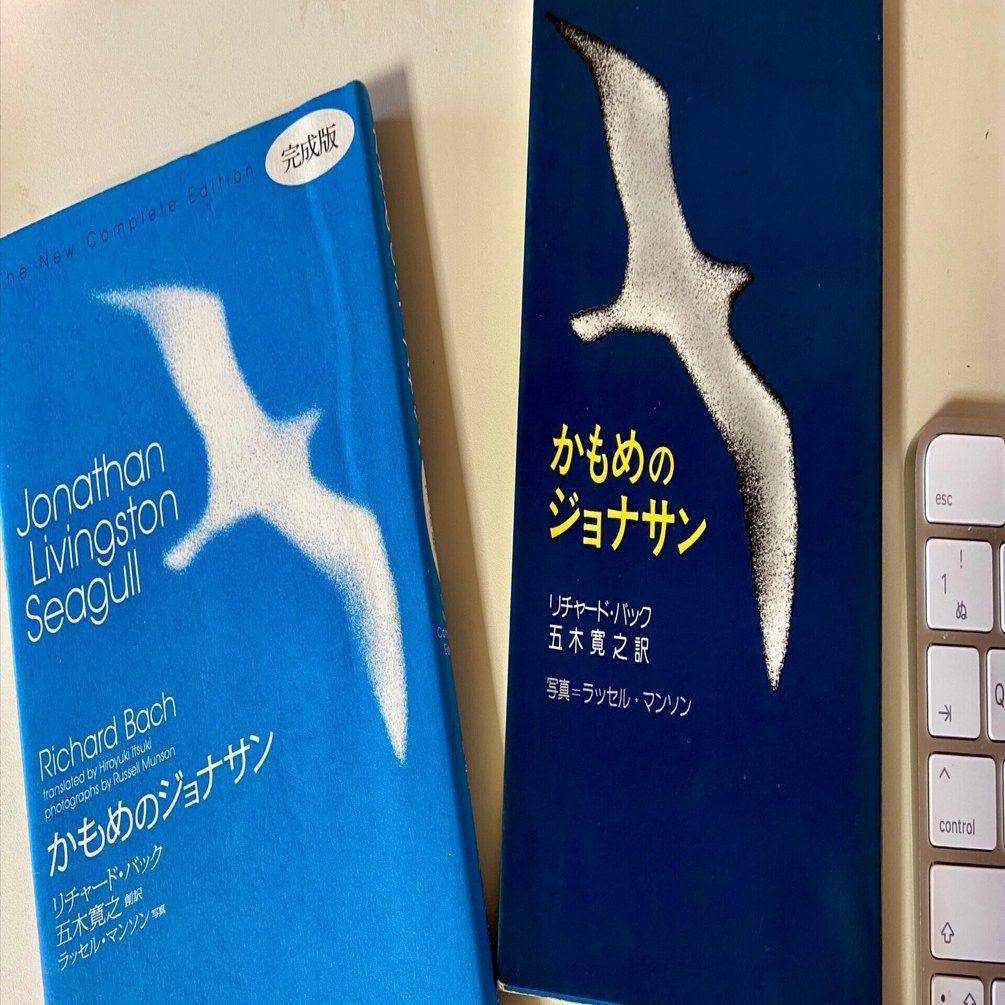 完成版
The New Complete Edition
Jonathan
Livingston
Seagull
Richard Bach
translated by Hiroyuki Itsuki
photographs by Russell Munson
かもめのジョナサン
リチャード・バック
五木寛之 創訳
ラッセル・マンソン 写真
かもめの
ジョナサン
リチャード・バック
五木寛之訳
写真=ラッセル・マンソン
esc
!
1
ぬ
Q
control